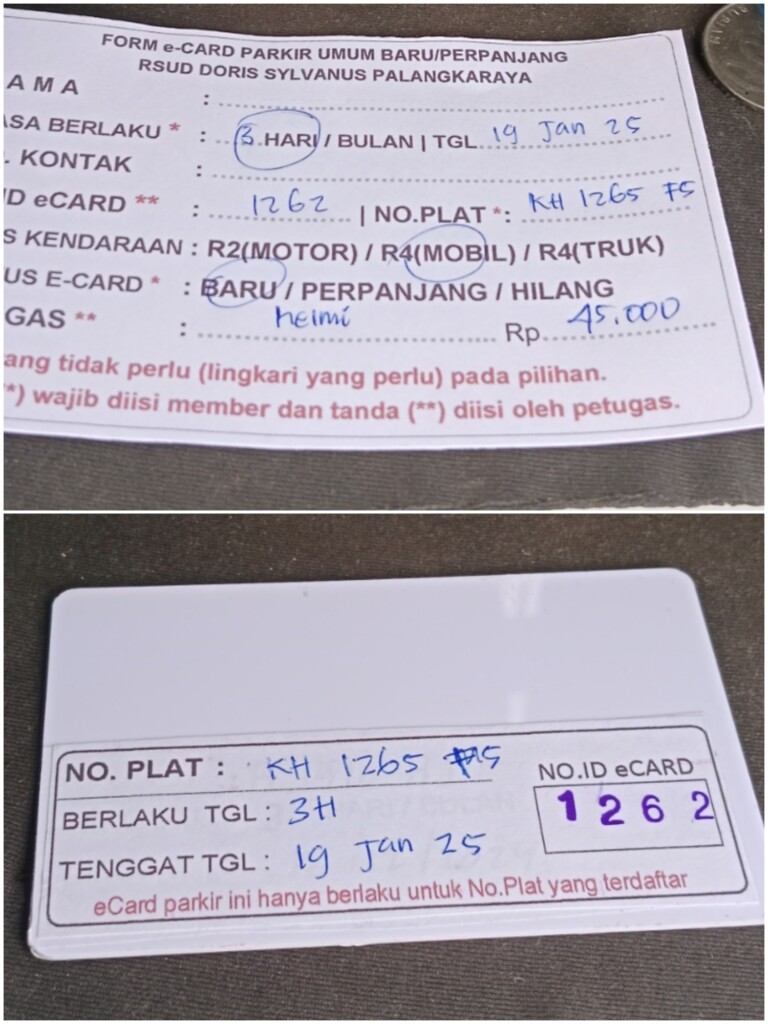 FORM e-CARD PARKIR UMUM BARU/PERPANJANG
RSUD DORIS SYLVANUS PALANGKARAYA
AMA :
ASA BERLAKU * : 3 HARI / BULAN | TGL 19 Jan 25
. KONTAK :
ID eCARD ** : 1262 | NO.PLAT *: KH 1265 FS
S KENDARAAN : R2(MOTOR) / R4(MOBIL) / R4(TRUK)
US E-CARD * : BARU / PERPANJANG / HILANG
GAS ** : helmi Rp. 45.000
ang tidak perlu (lingkari yang perlu) pada pilihan.
*) wajib diisi member dan tanda (**) diisi oleh petugas.
NO. PLAT : KH 1265 FS
NO.ID eCARD
BERLAKU TGL : 3H
1262
TENGGAT TGL : 19 Jan 25
eCard parkir ini hanya berlaku untuk No.Plat yang terdaftar